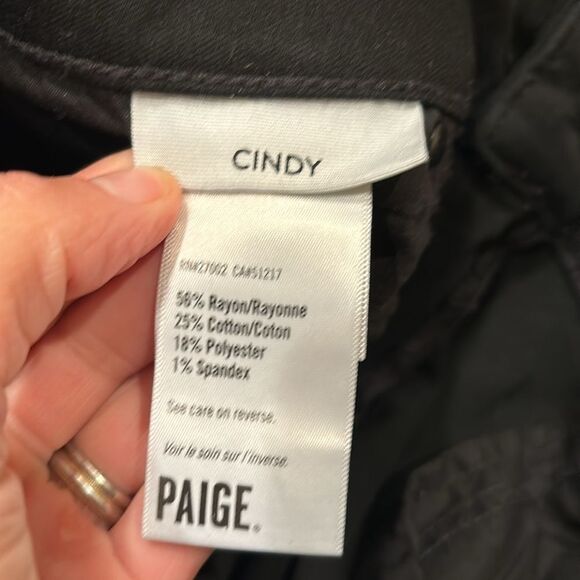 CINDY
RN#27002 CA#51217
56% Rayon/Rayonne
25% Cotton/Coton
18% Polyester
1% Spandex
See care on reverse.
Voir le soin sur l'inverse.
PAIGE®